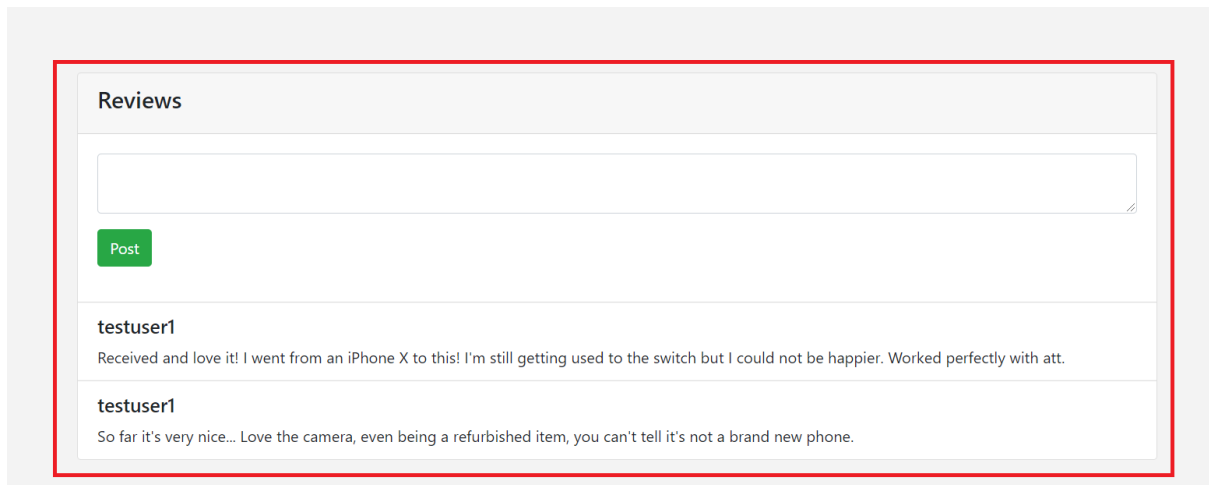 Reviews
Post
testuser1
Received and love it! I went from an iPhone X to this! I'm still getting used to the switch but I could not be happier. Worked perfectly with att.
testuser1
So far it's very nice... Love the camera, even being a refurbished item, you can't tell it's not a brand new phone.